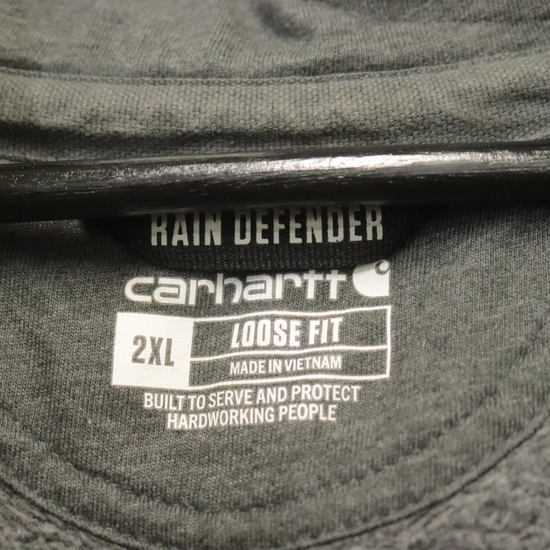 RAIN DEFENDER
carhartt
2XL
LOOSE FIT
MADE IN VIETNAM
BUILT TO SERVE AND PROTECT
HARDWORKING PEOPLE